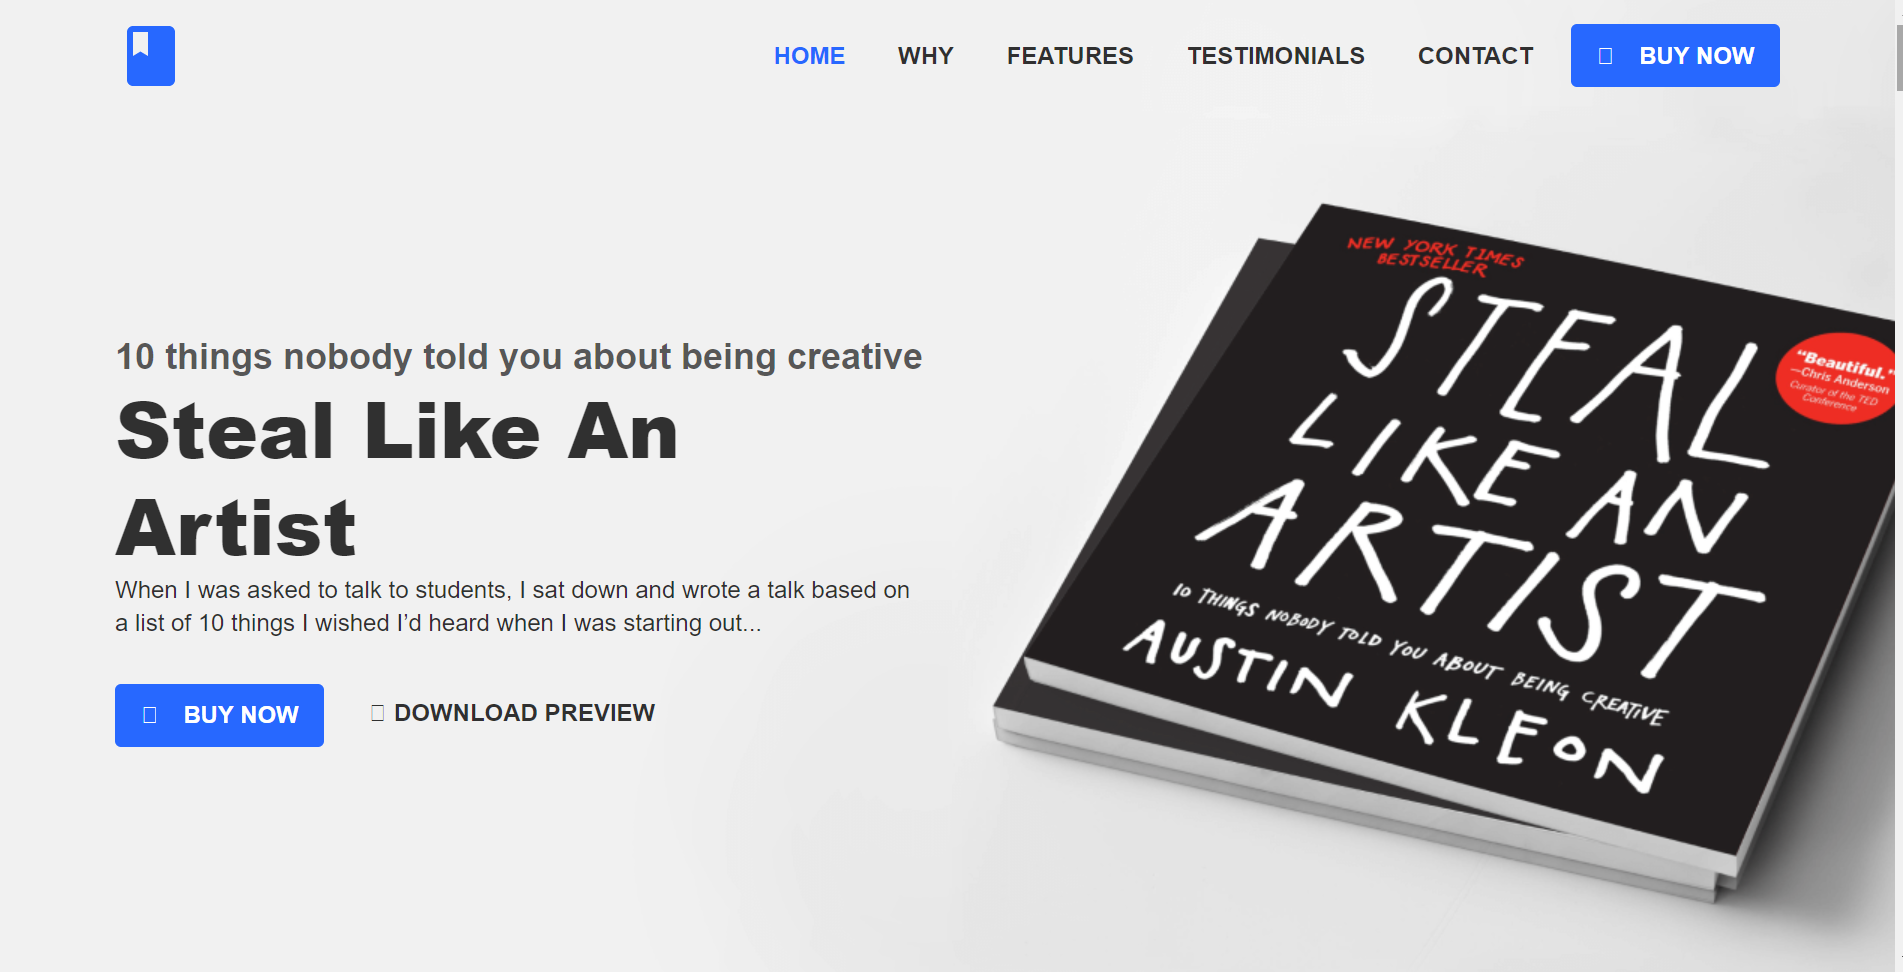 HOME WHY FEATURES TESTIMONIALS CONTACT BUY NOW
10 things nobody told you about being creative
Steal Like An
Artist
When I was asked to talk to students, I sat down and wrote a talk based on
a list of 10 things I wished I’d heard when I was starting out...
BUY NOW DOWNLOAD PREVIEW
NEW YORK TIMES
BESTSELLER
STEAL
LIKE AN
ARTIST
10 THINGS NOBODY TOLD YOU ABOUT BEING CREATIVE
AUSTIN KLEON
“Beautiful.”
—Chris Anderson
Curator of the TED
Conference